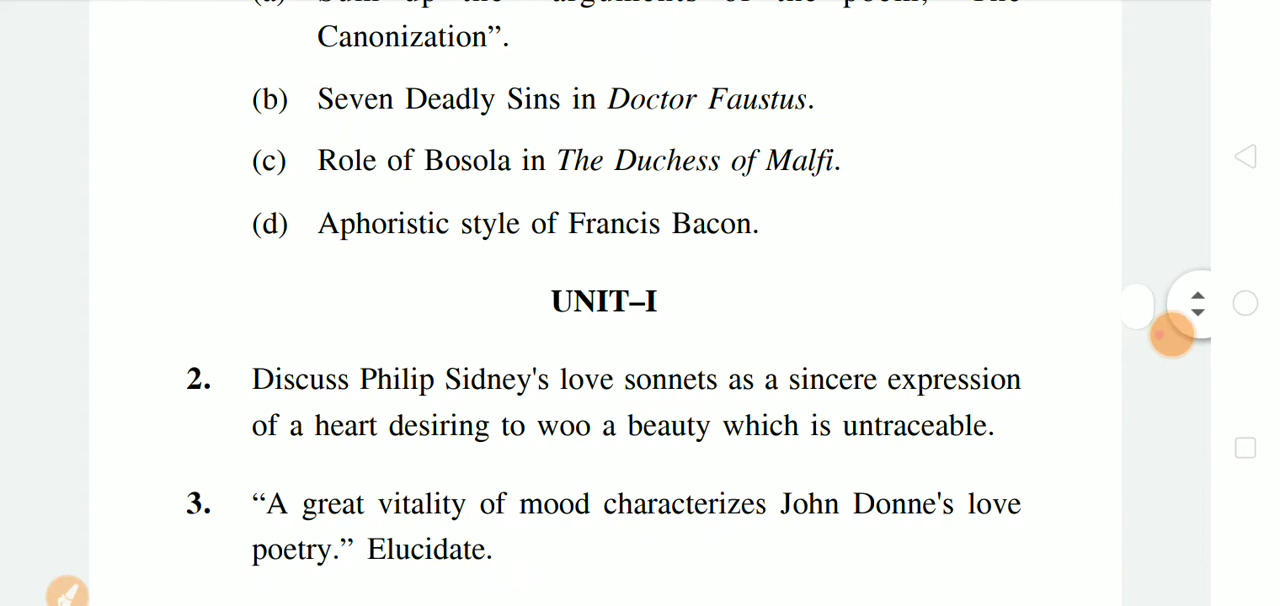 Canonization”.
(b) Seven Deadly Sins in Doctor Faustus.
(c) Role of Bosola in The Duchess of Malfi.
(d) Aphoristic style of Francis Bacon.
UNIT–I
2. Discuss Philip Sidney's love sonnets as a sincere expression
of a heart desiring to woo a beauty which is untraceable.
3. “A great vitality of mood characterizes John Donne's love
poetry.” Elucidate.